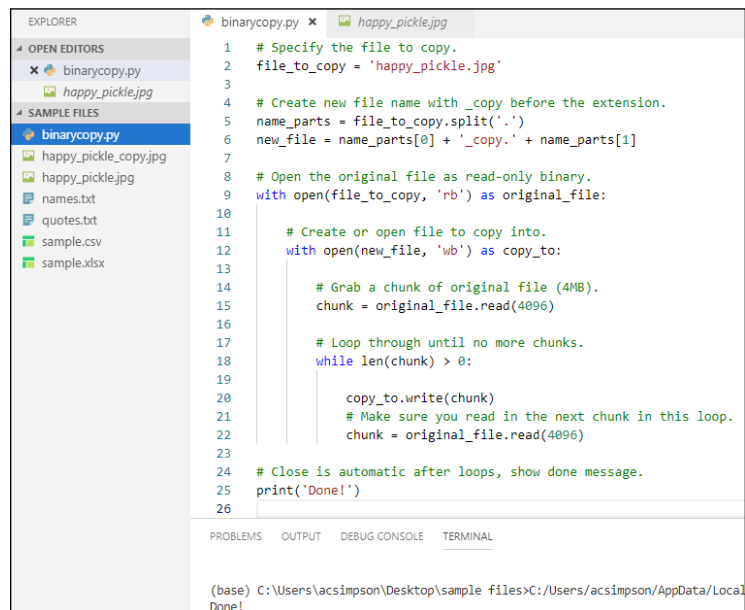 EXPLORER
OPEN EDITORS
binarycopy.py
happy_pickle.jpg
SAMPLE FILES
binarycopy.py
happy_pickle_copy.jpg
happy_pickle.jpg
names.txt
quotes.txt
sample.csv
sample.xlsx
binarycopy.py happy_pickle.jpg
1 # Specify the file to copy.
2 file_to_copy = 'happy_pickle.jpg'
3
4 # Create new file name with _copy before the extension.
5 name_parts = file_to_copy.split('.')
6 new_file = name_parts[0] + '_copy.' + name_parts[1]
7
8 # Open the original file as read-only binary.
9 with open(file_to_copy, 'rb') as original_file:
10
11     # Create or open file to copy into.
12     with open(new_file, 'wb') as copy_to:
13
14         # Grab a chunk of original file (4MB).
15         chunk = original_file.read(4096)
16
17         # Loop through until no more chunks.
18         while len(chunk) > 0:
19
20             copy_to.write(chunk)
21             # Make sure you read in the next chunk in this loop.
22             chunk = original_file.read(4096)
23
24 # Close is automatic after loops, show done message.
25 print('Done!')
26
PROBLEMS OUTPUT DEBUG CONSOLE TERMINAL
(base) C:\Users\acsimpson\Desktop\sample files>C:/Users/acsimpson/AppData/Local
Done!